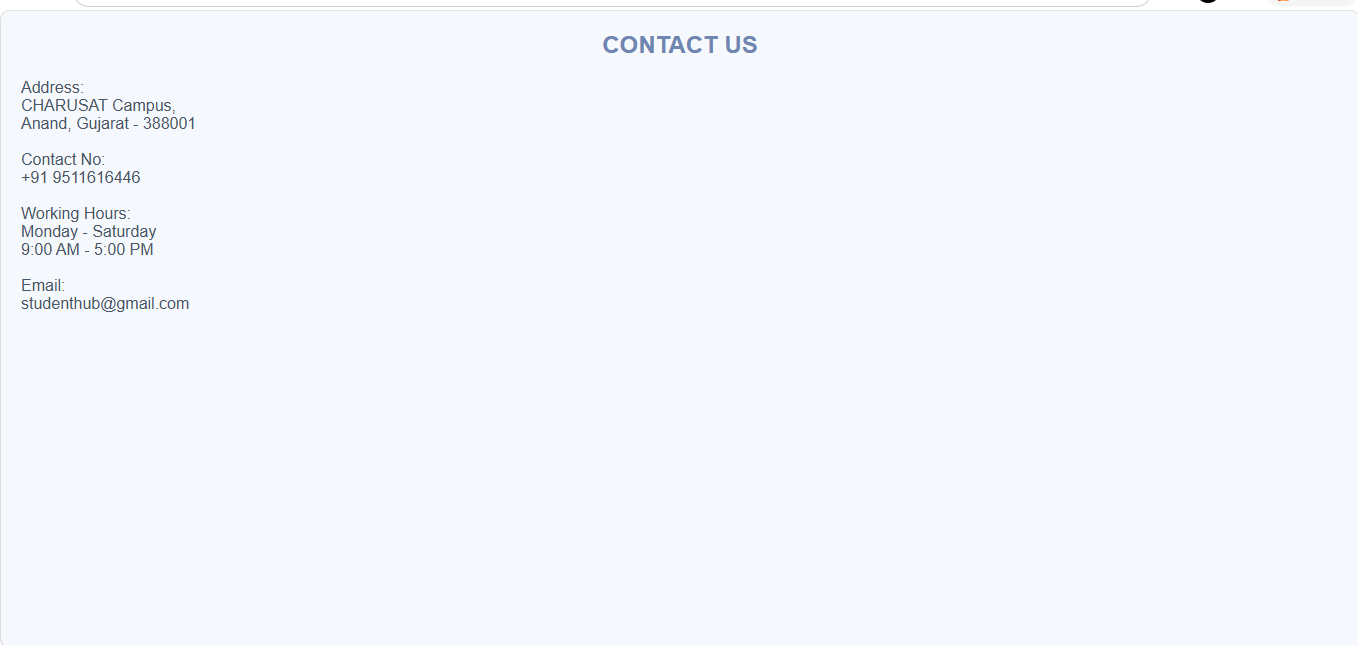 CONTACT US
Address:
CHARUSAT Campus,
Anand, Gujarat - 388001
Contact No:
+91 9511616446
Working Hours:
Monday - Saturday
9:00 AM - 5:00 PM
Email:
studenthub@gmail.com